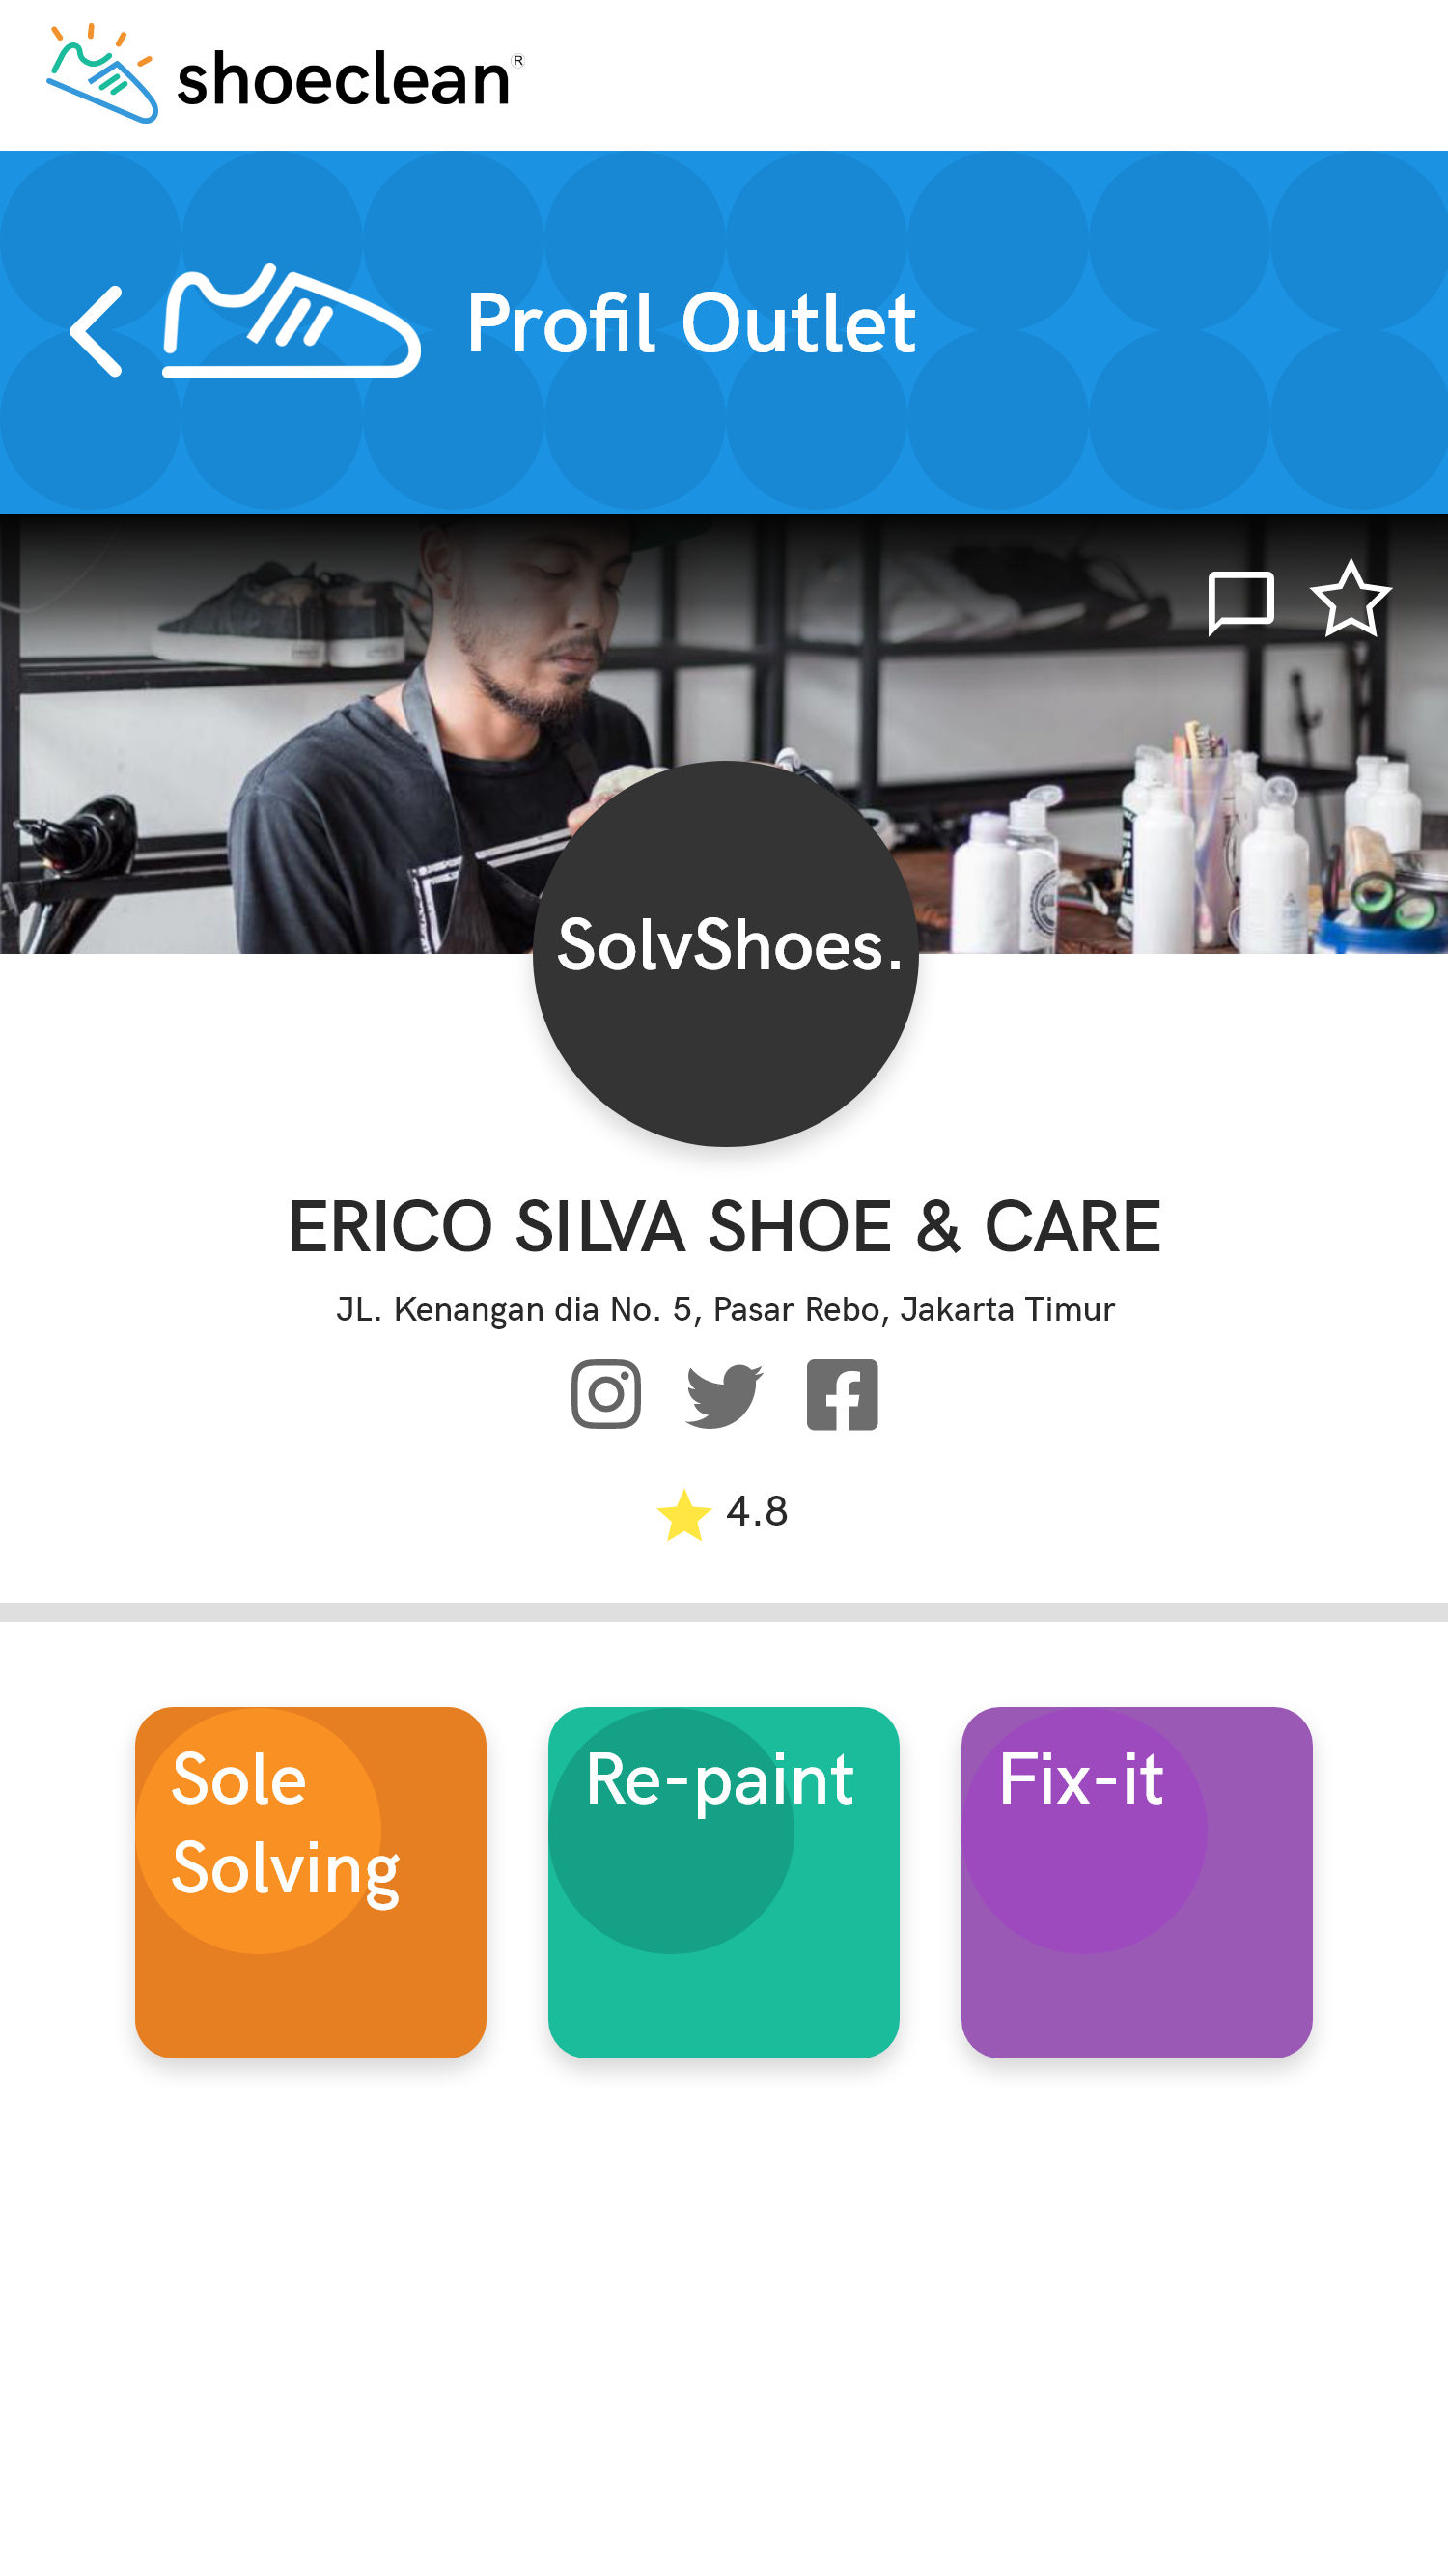 shoeclean®
Profil Outlet
SolvShoes.
ERICO SILVA SHOE & CARE
JL. Kenangan dia No. 5, Pasar Rebo, Jakarta Timur
4.8
Sole
Solving
Re-paint
Fix-it